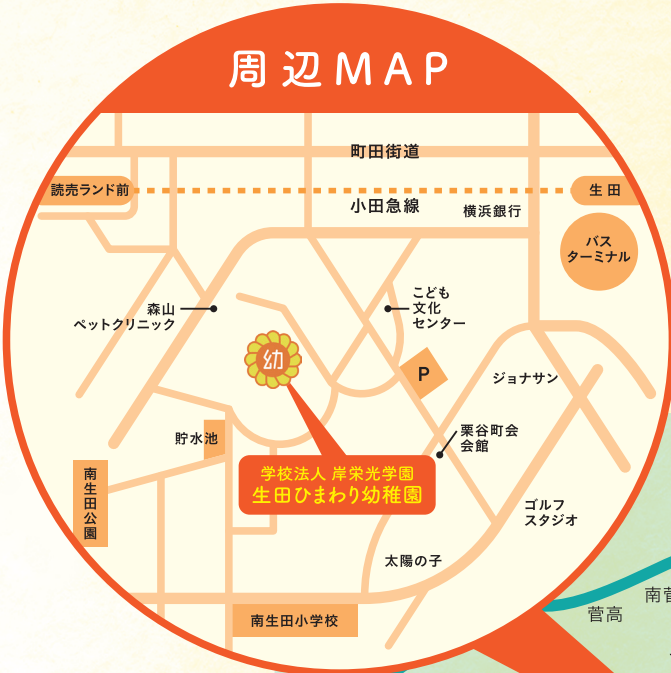 周辺MAP
町田街道
読売ランド前
生田
小田急線
横浜銀行
バス
ターミナル
森山
ペットクリニック
こども
文化
センター
幼
P
ジョナサン
貯水池
栗谷町会
会館
学校法人 岸栄光学園
生田ひまわり幼稚園
南生田公園
ゴルフ
スタジオ
太陽の子
南菅
菅高
南生田小学校